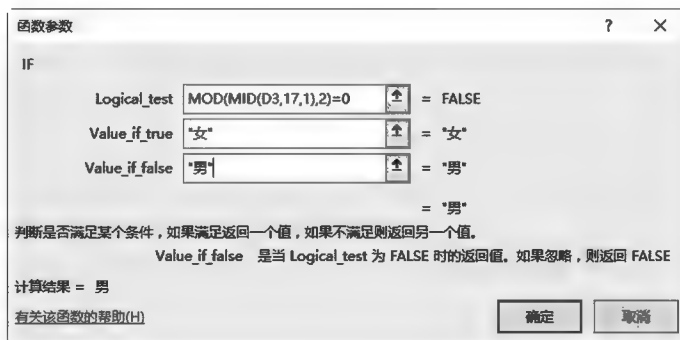 函数参数 ? ×
IF
Logical_test MOD(MID(D3,17,1),2)=0 = FALSE
Value_if_true "女" = "女"
Value_if_false "男" = "男"
= "男"
判断是否满足某个条件，如果满足返回一个值，如果不满足则返回另一个值。
Value_if_false 是当 Logical_test 为 FALSE 时的返回值。如果忽略，则返回 FALSE
计算结果 = 男
有关该函数的帮助(H) 确定 取消